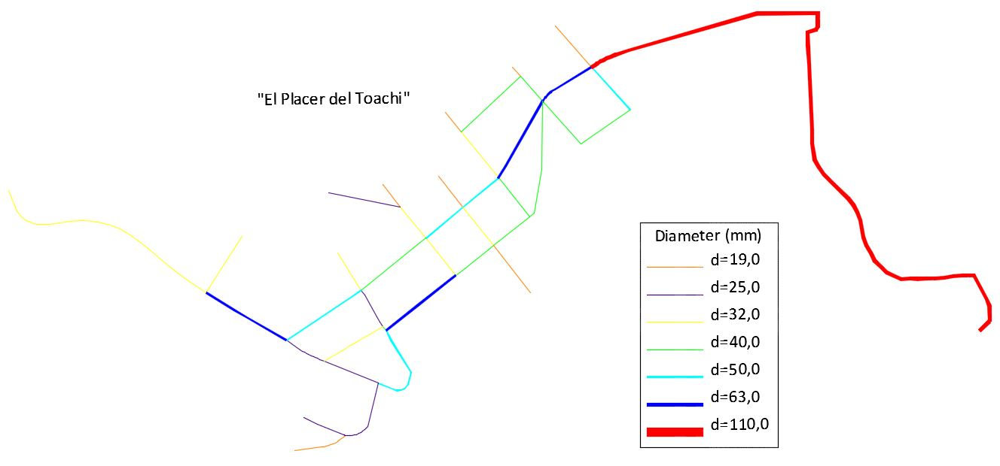 "El Placer del Toachi"
Diameter (mm)
d=19,0
d=25,0
d=32,0
d=40,0
d=50,0
d=63,0
d=110,0